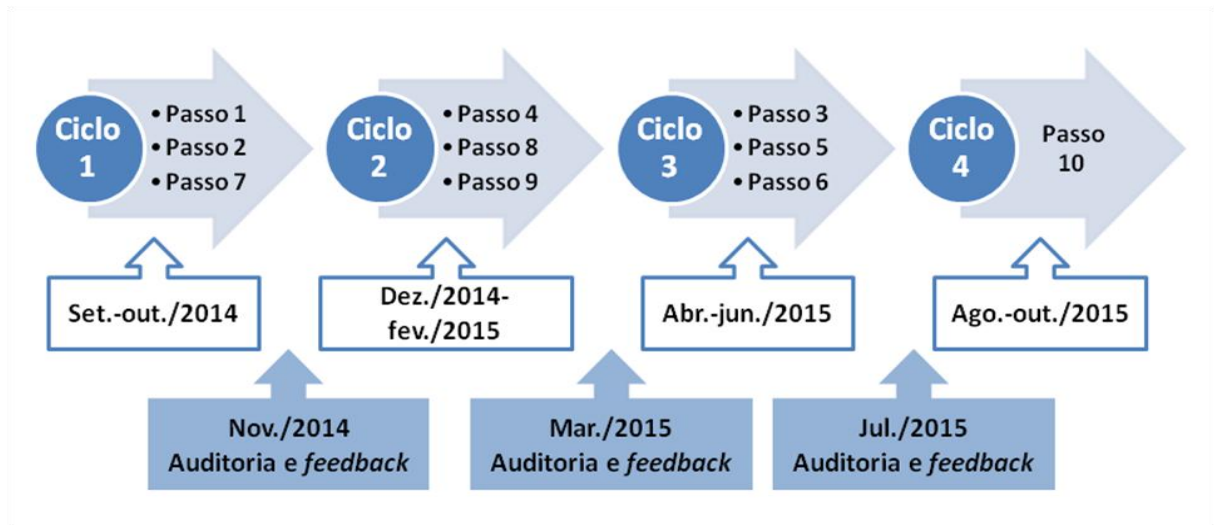 Ciclo
1
• Passo 1
• Passo 2
• Passo 7
Ciclo
2
• Passo 4
• Passo 8
• Passo 9
Ciclo
3
• Passo 3
• Passo 5
• Passo 6
Ciclo
4
Passo
10
Set.-out./2014
Dez./2014-
fev./2015
Abr.-jun./2015
Ago.-out./2015
Nov./2014
Auditoria e feedback
Mar./2015
Auditoria e feedback
Jul./2015
Auditoria e feedback